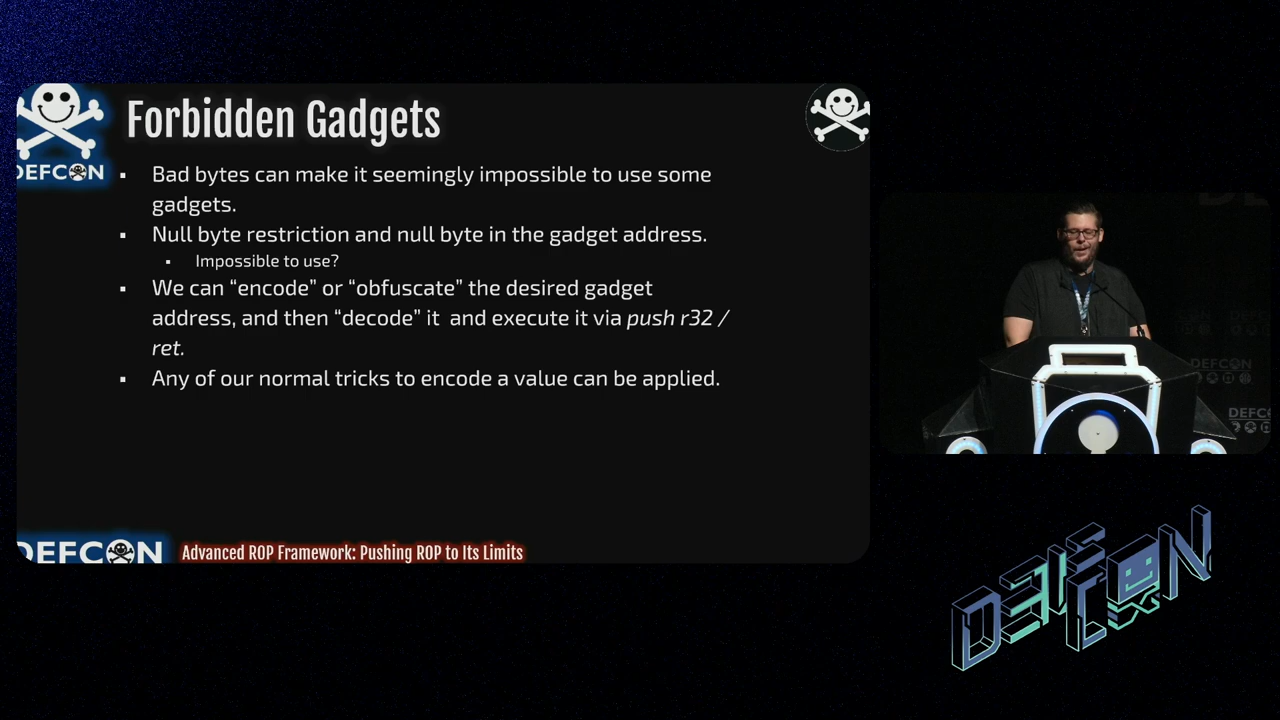 Forbidden Gadgets
DEFCON
▪ Bad bytes can make it seemingly impossible to use some
gadgets.
▪ Null byte restriction and null byte in the gadget address.
▪ Impossible to use?
▪ We can “encode” or “obfuscate” the desired gadget
address, and then “decode” it and execute it via push r32 /
ret.
▪ Any of our normal tricks to encode a value can be applied.
DEFCON
Advanced ROP Framework: Pushing ROP to Its Limits
DEFCON
DEFC
DEF CON